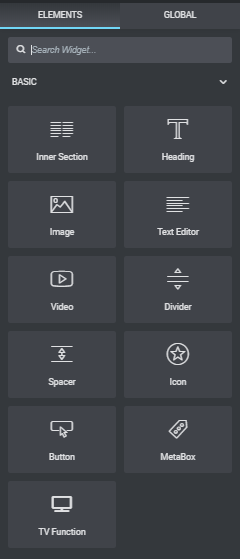 ELEMENTS GLOBAL
Search Widget...
BASIC
Inner Section Heading
Image Text Editor
Video Divider
Spacer Icon
Button MetaBox
TV Function